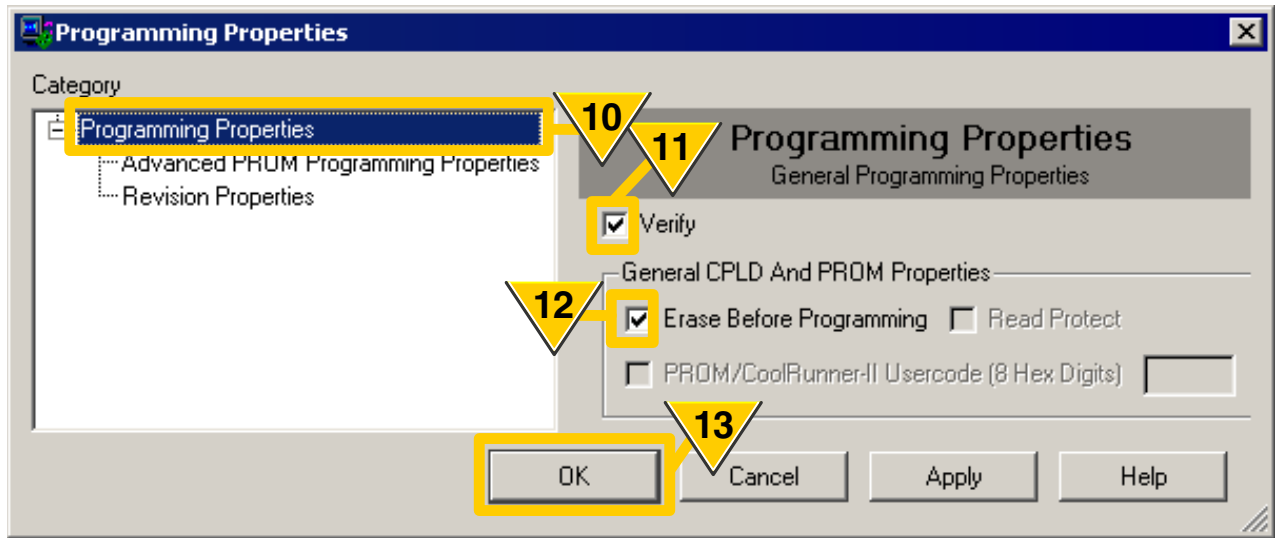 Programming Properties
Category
Programming Properties
Advanced PROM Programming Properties
Revision Properties
10
11
Programming Properties
General Programming Properties
Verify
General CPLD And PROM Properties
12
Erase Before Programming
Read Protect
PROM/CoolRunner-II Usercode (8 Hex Digits)
13
OK
Cancel
Apply
Help